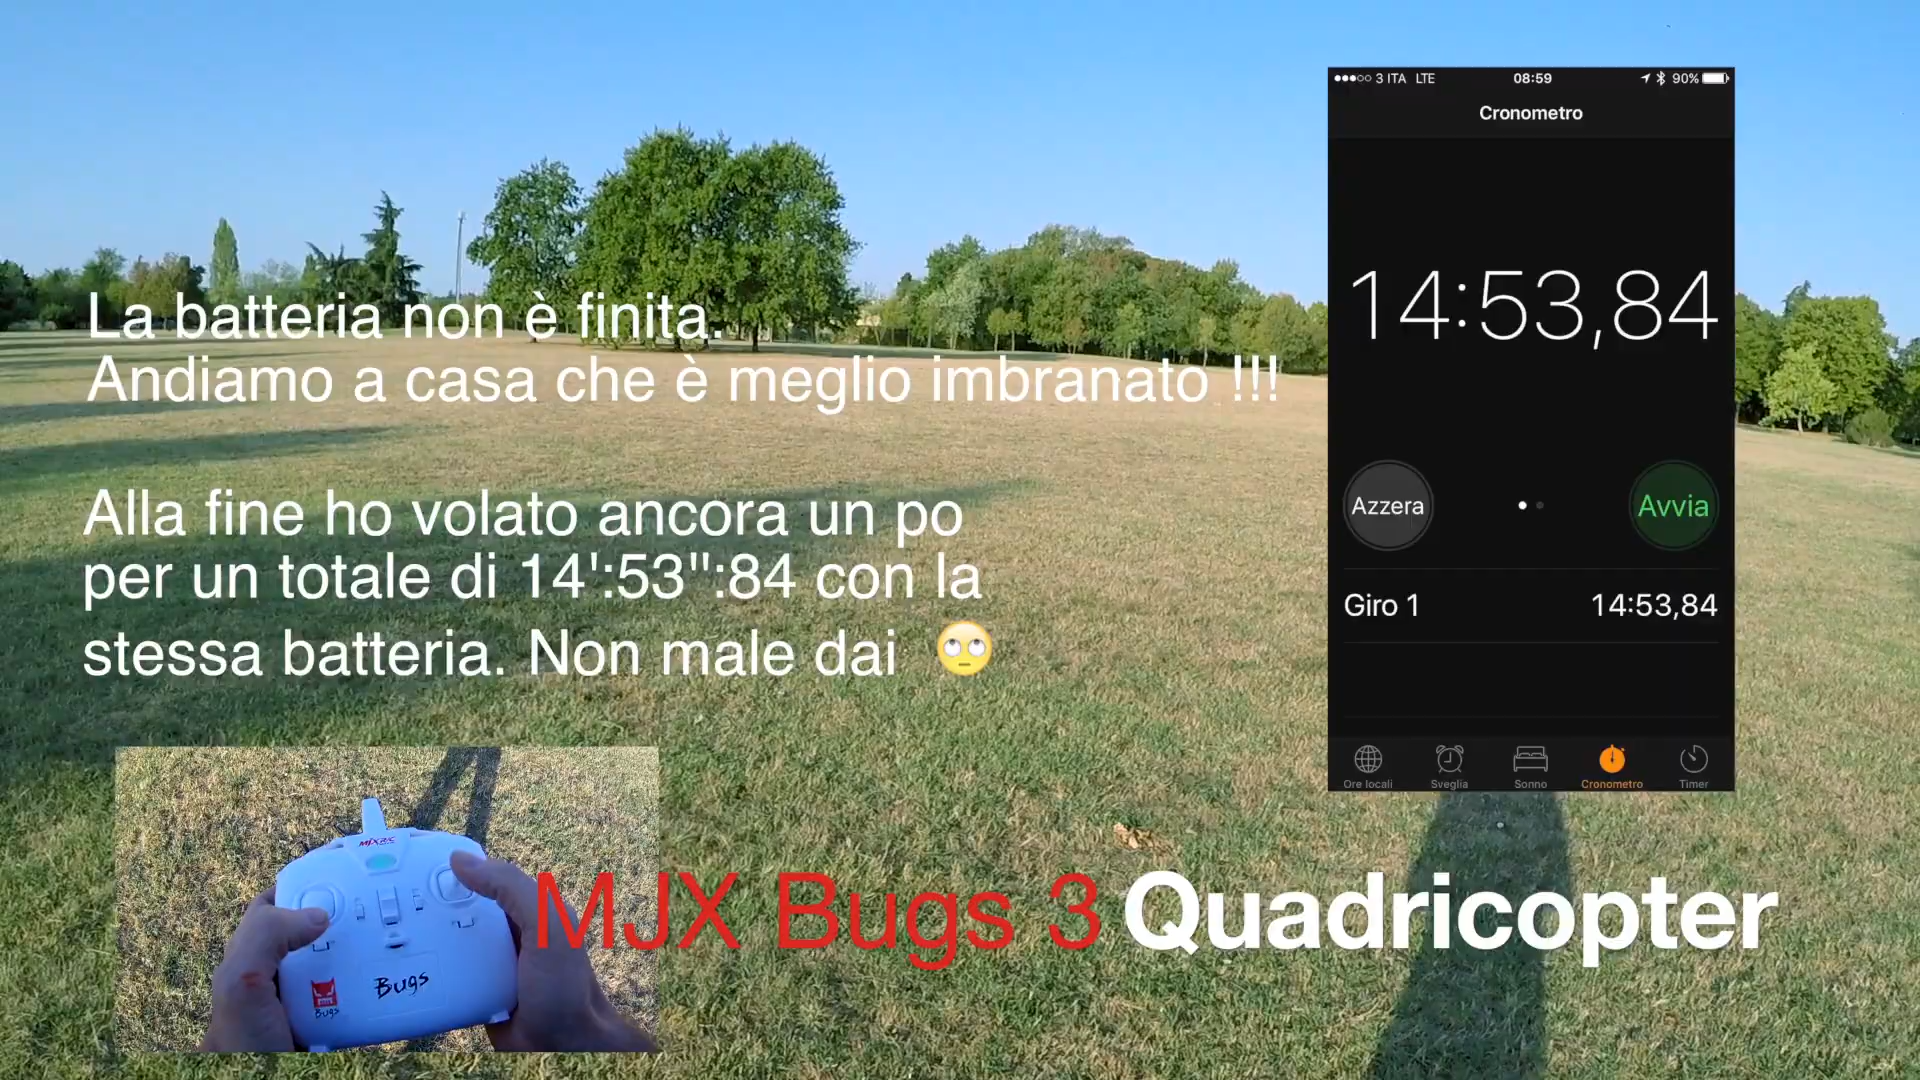 3 ITA LTE 08:59 90%
Cronometro
14:53,84
Azzera Avvia
Giro 1 14:53,84
Ore locali Sveglia Sonno Cronometro Timer
La batteria non è finita.
Andiamo a casa che è meglio imbranato !!!
Alla fine ho volato ancora un po
per un totale di 14':53":84 con la
stessa batteria. Non male dai 🙄
MJX R/C
Bugs
Bugs
MJX Bugs 3 Quadricopter